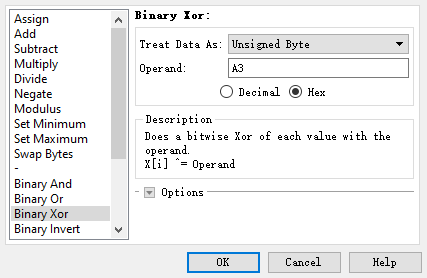 Assign
Add
Subtract
Multiply
Divide
Negate
Modulus
Set Minimum
Set Maximum
Swap Bytes
-
Binary And
Binary Or
Binary Xor
Binary Invert
Binary Xor:
Treat Data As: Unsigned Byte
Operand: A3
Decimal Hex
Description
Does a bitwise Xor of each value with the
operand.
X[i] ^= Operand
Options
OK Cancel Help